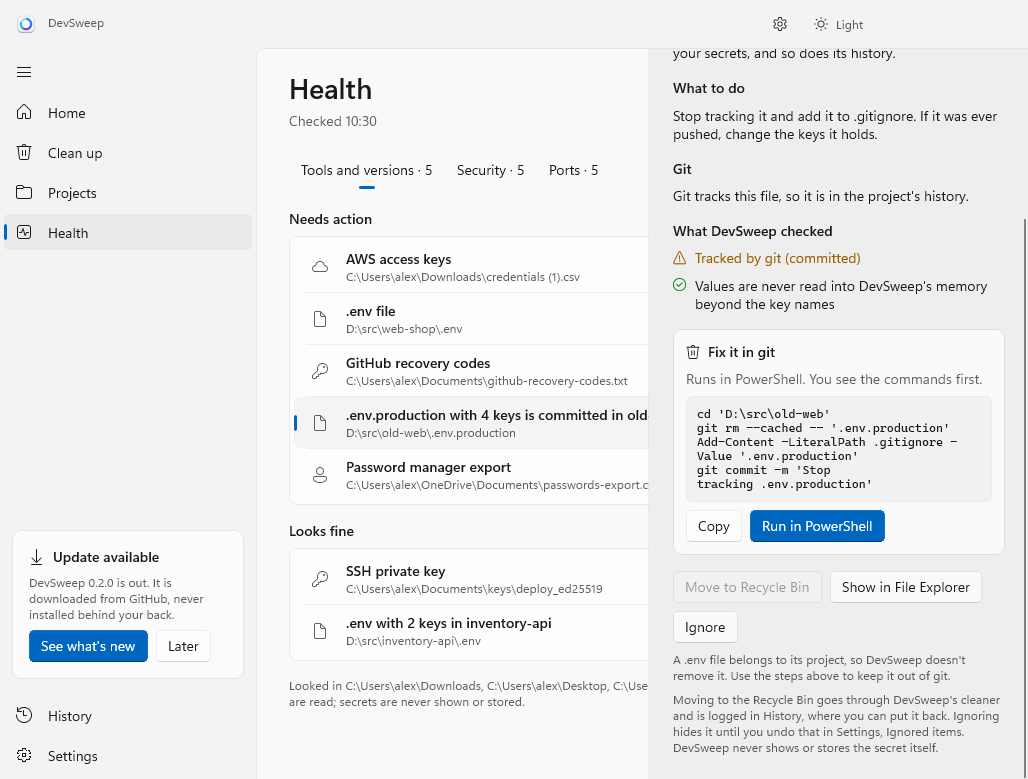 DevSweep
Light
Home
Clean up
Projects
Health
Update available
DevSweep 0.2.0 is out. It is
downloaded from GitHub, never
installed behind your back.
See what's new
Later
History
Settings
Health
Checked 10:30
Tools and versions · 5
Security · 5
Ports · 5
Needs action
AWS access keys
C:\Users\alex\Downloads\credentials (1).csv
.env file
D:\src\web-shop\.env
GitHub recovery codes
C:\Users\alex\Documents\github-recovery-codes.txt
.env.production with 4 keys is committed in old-
D:\src\old-web\.env.production
Password manager export
C:\Users\alex\OneDrive\Documents\passwords-export.c
Looks fine
SSH private key
C:\Users\alex\Documents\keys\deploy_ed25519
.env with 2 keys in inventory-api
D:\src\inventory-api\.env
Looked in C:\Users\alex\Downloads, C:\Users\alex\Desktop, C:\Use
are read; secrets are never shown or stored.
your secrets, and so does its history.
What to do
Stop tracking it and add it to .gitignore. If it was ever
pushed, change the keys it holds.
Git
Git tracks this file, so it is in the project's history.
What DevSweep checked
Tracked by git (committed)
Values are never read into DevSweep's memory
beyond the key names
Fix it in git
Runs in PowerShell. You see the commands first.
cd 'D:\src\old-web'
git rm --cached -- '.env.production'
Add-Content -LiteralPath .gitignore -
Value '.env.production'
git commit -m 'Stop
tracking .env.production'
Copy
Run in PowerShell
Move to Recycle Bin
Show in File Explorer
Ignore
A .env file belongs to its project, so DevSweep doesn't
remove it. Use the steps above to keep it out of git.
Moving to the Recycle Bin goes through DevSweep's cleaner
and is logged in History, where you can put it back. Ignoring
hides it until you undo that in Settings, Ignored items.
DevSweep never shows or stores the secret itself.